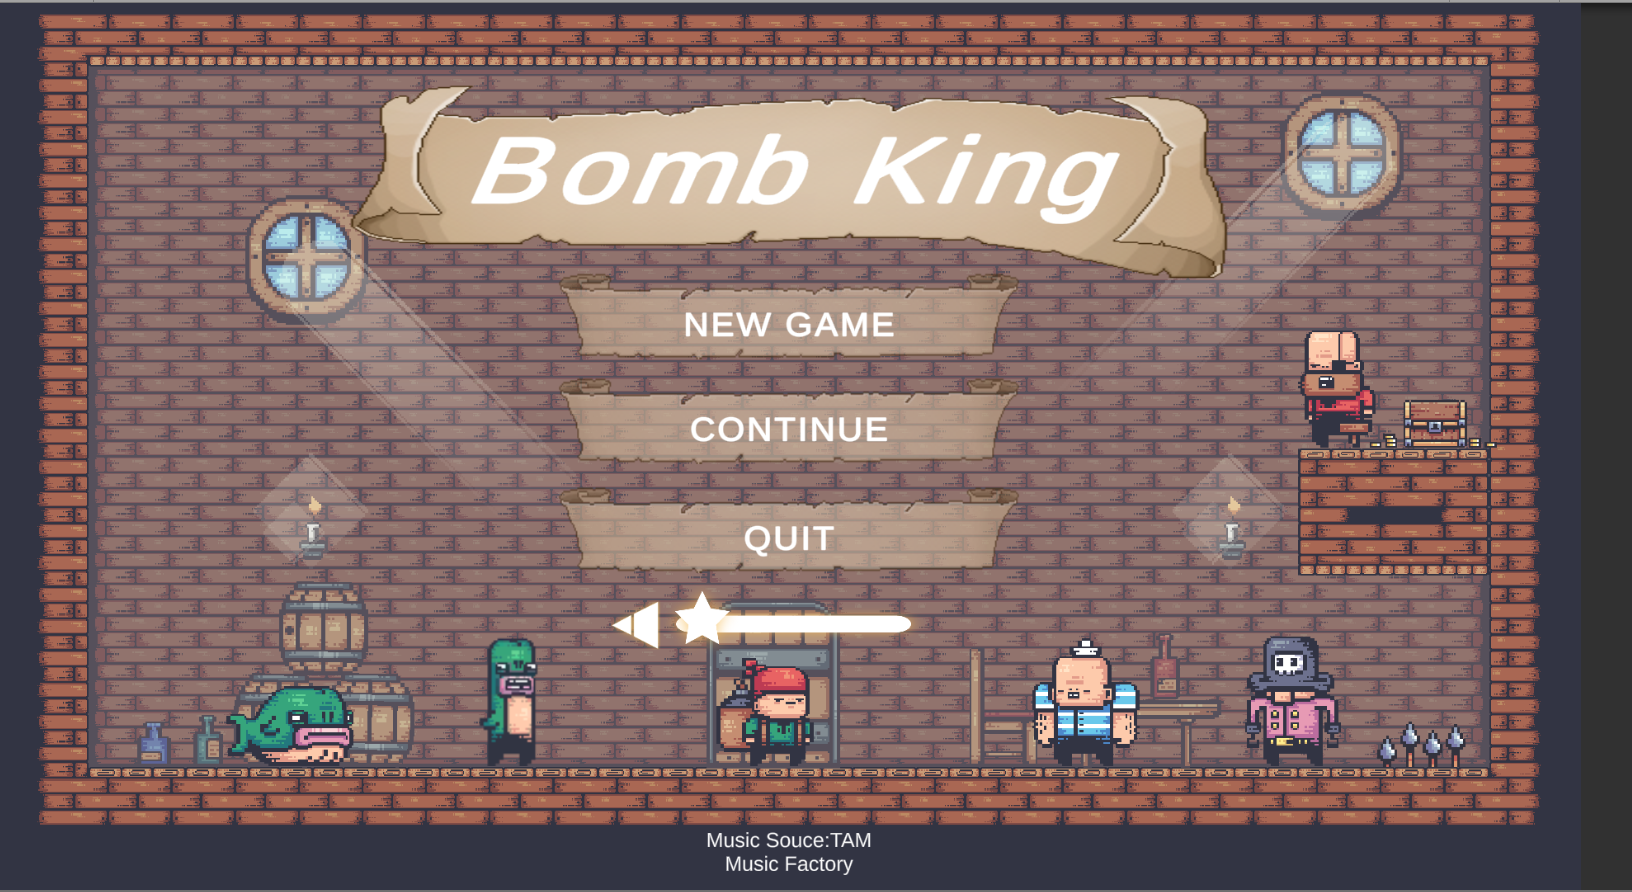 Bomb King
NEW GAME
CONTINUE
QUIT
Music Souce:TAM
Music Factory